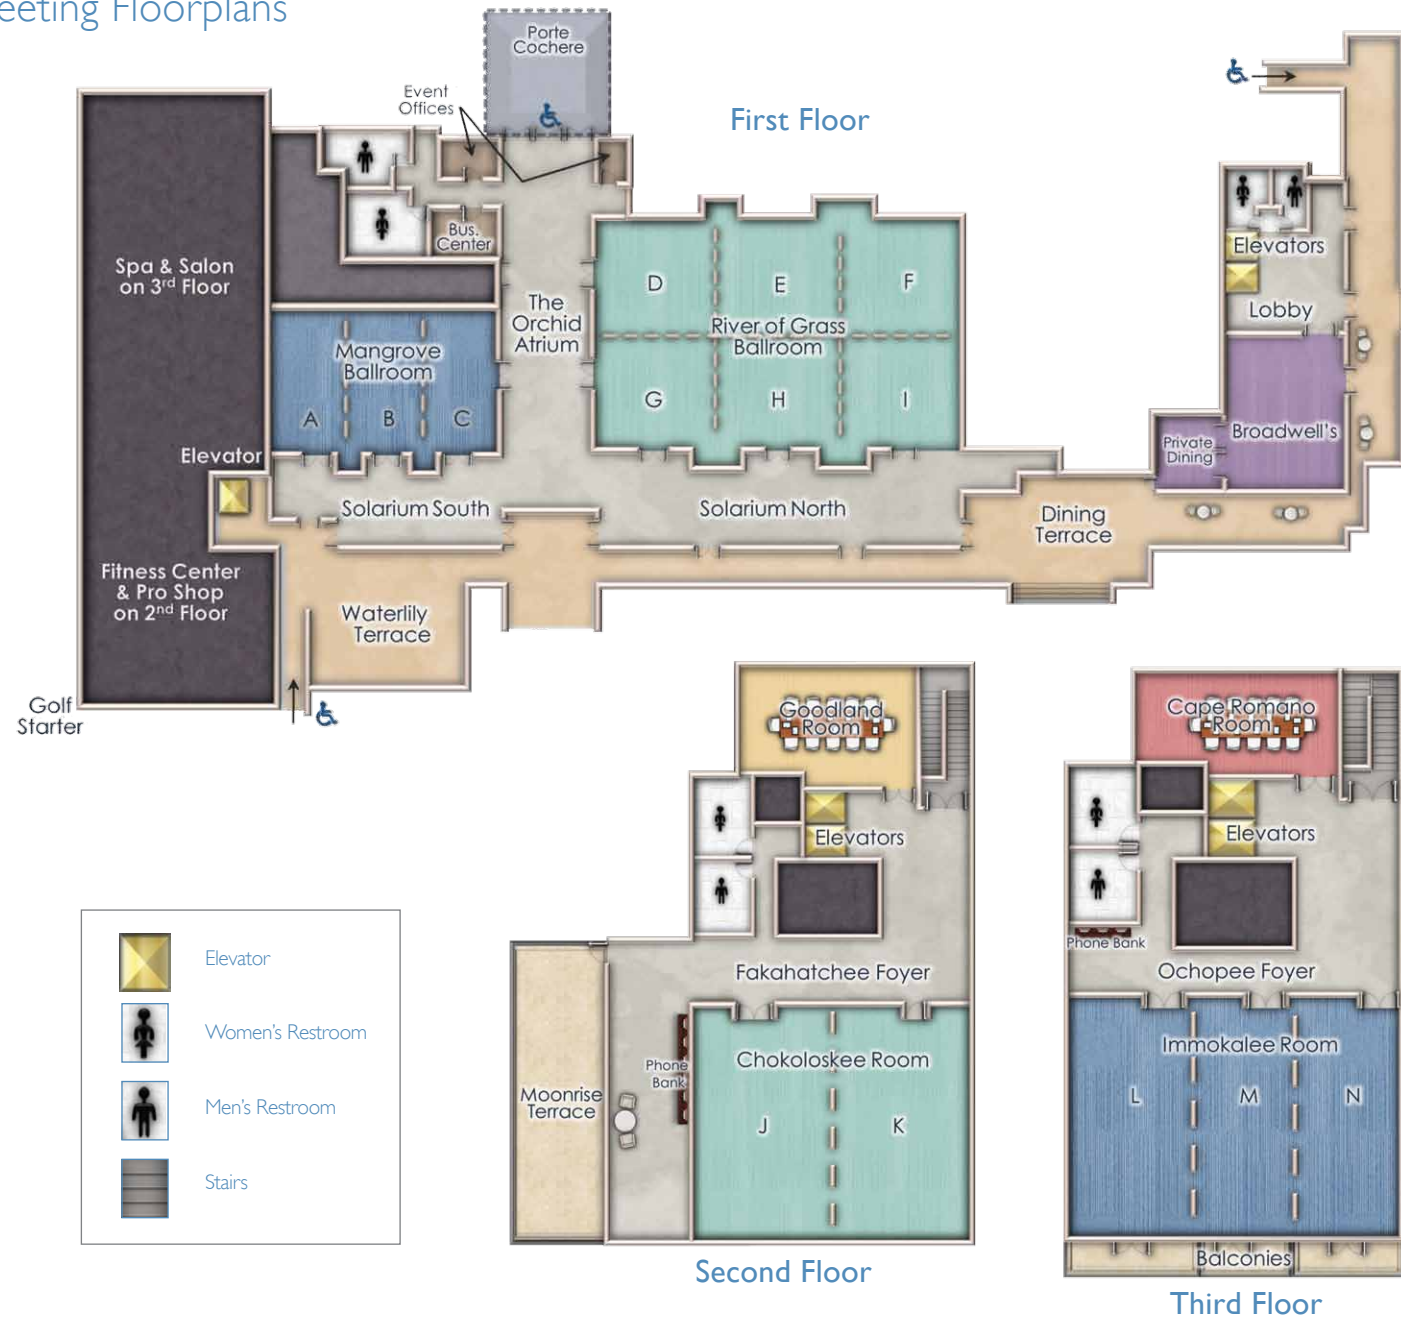 eeting Floorplans
Porte
Cochere
Event
Offices
First Floor
Bus.
Center
Spa & Salon
on 3rd Floor
The
Orchid
Atrium
D
E
F
River of Grass
Ballroom
G
H
I
Mangrove
Ballroom
A
B
C
Elevators
Lobby
Broadwell's
Private
Dining
Elevator
Solarium South
Solarium North
Dining
Terrace
Fitness Center
& Pro Shop
on 2nd Floor
Waterlily
Terrace
Golf
Starter
Goodland
Room
Elevators
Fakahatchee Foyer
Chokoloskee Room
Phone
Bank
Moonrise
Terrace
J
K
Second Floor
Cape Romano
Room
Elevators
Phone Bank
Ochopee Foyer
Immokalee Room
L
M
N
Balconies
Third Floor
Elevator
Women's Restroom
Men's Restroom
Stairs